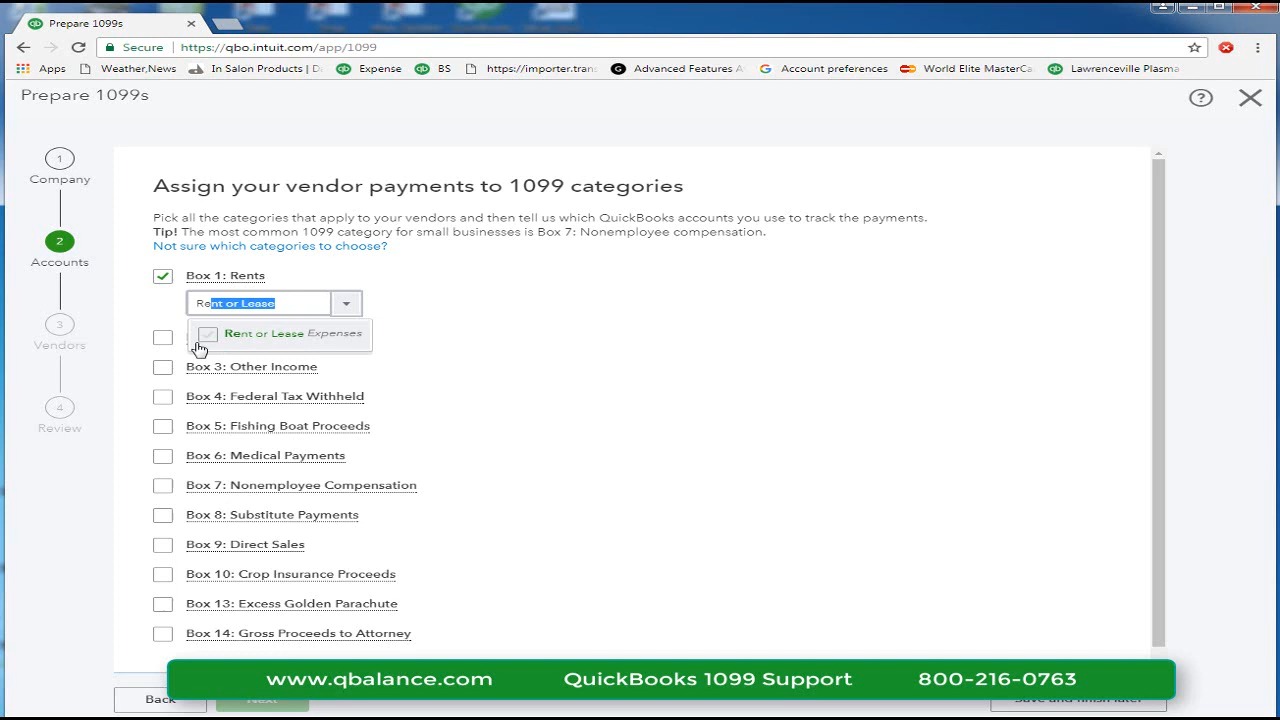 Prepare 1099s
Secure
https://qbo.intuit.com/app/1099
Apps
Weather,News
In Salon Products | D
Expense
BS
https://importer.tran
Advanced Features A
Account preferences
World Elite MasterCa
Lawrenceville Plasma
Prepare 1099s
1
Company
2
Accounts
3
Vendors
4
Review
Assign your vendor payments to 1099 categories
Pick all the categories that apply to your vendors and then tell us which QuickBooks accounts you use to track the payments.
Tip! The most common 1099 category for small businesses is Box 7: Nonemployee compensation.
Not sure which categories to choose?
Box 1: Rents
Rent or Lease
Rent or Lease Expenses
Box 3: Other Income
Box 4: Federal Tax Withheld
Box 5: Fishing Boat Proceeds
Box 6: Medical Payments
Box 7: Nonemployee Compensation
Box 8: Substitute Payments
Box 9: Direct Sales
Box 10: Crop Insurance Proceeds
Box 13: Excess Golden Parachute
Box 14: Gross Proceeds to Attorney
www.qbalance.com QuickBooks 1099 Support 800-216-0763
Back
Next
Save and finish later